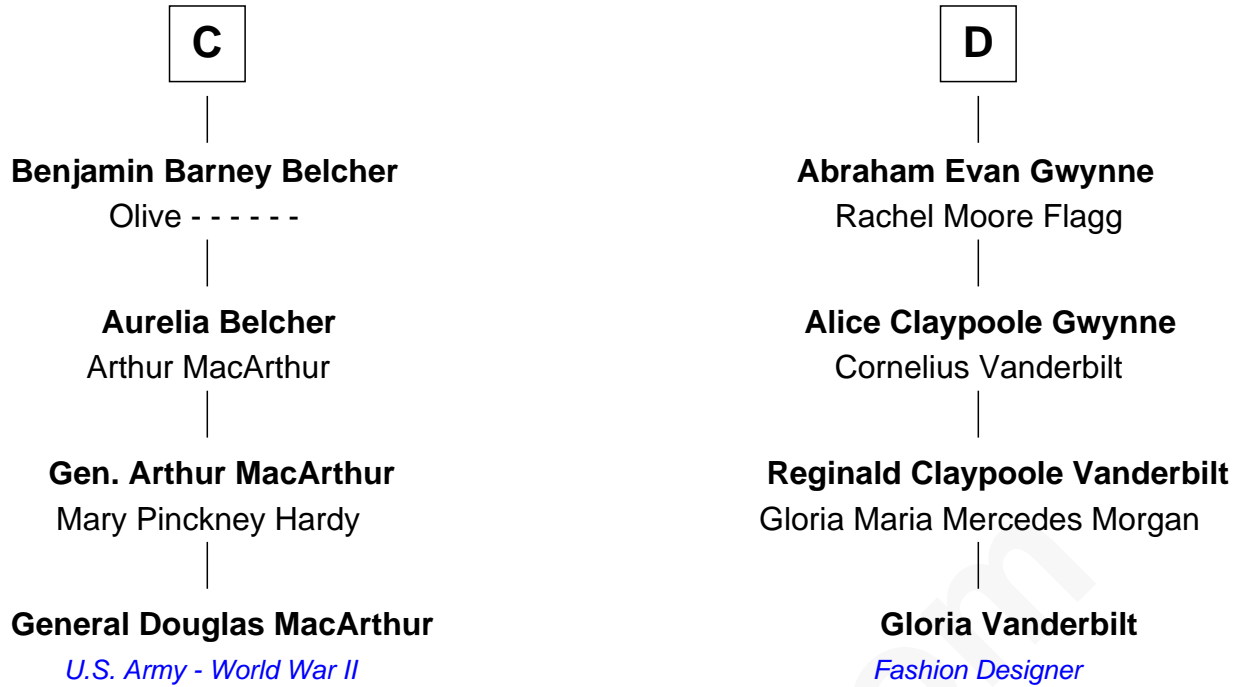 C
Benjamin Barney Belcher
Olive - - - - - -
Aurelia Belcher
Arthur MacArthur
Gen. Arthur MacArthur
Mary Pinckney Hardy
General Douglas MacArthur
U.S. Army - World War II
D
Abraham Evan Gwynne
Rachel Moore Flagg
Alice Claypoole Gwynne
Cornelius Vanderbilt
Reginald Claypoole Vanderbilt
Gloria Maria Mercedes Morgan
Gloria Vanderbilt
Fashion Designer